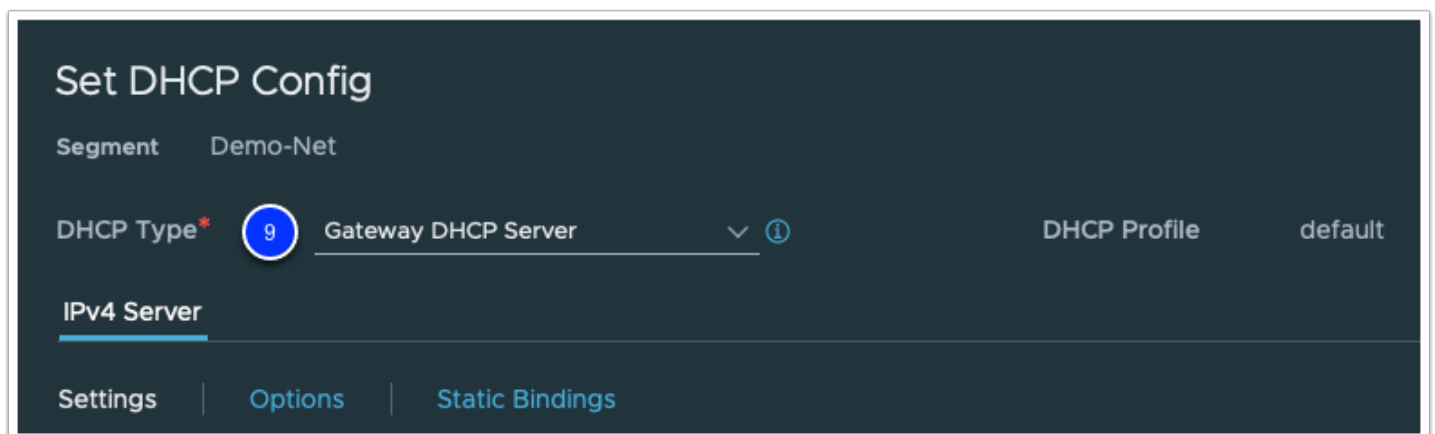 Set DHCP Config
Segment Demo-Net
DHCP Type* 9 Gateway DHCP Server DHCP Profile default
IPv4 Server
Settings Options Static Bindings